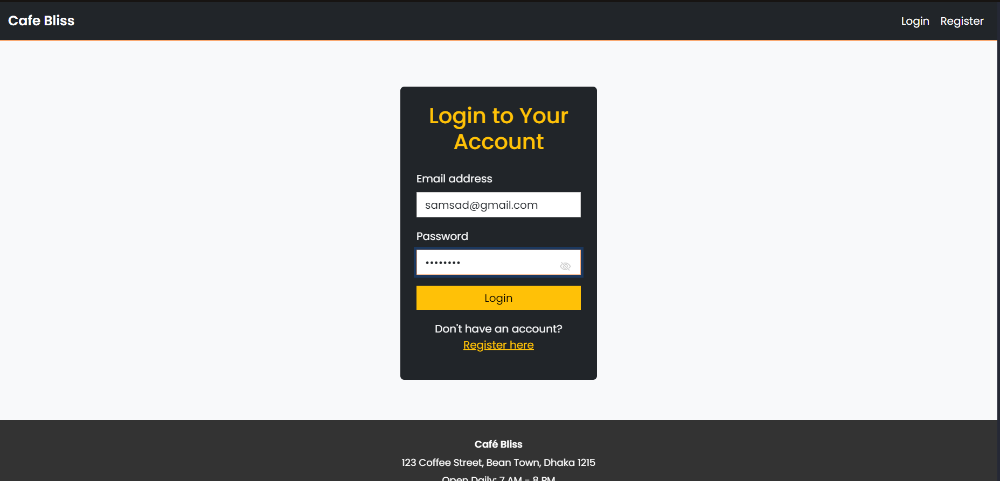 Cafe Bliss
Login Register
Login to Your
Account
Email address
samsad@gmail.com
Password
••••••••
Login
Don't have an account?
Register here
Café Bliss
123 Coffee Street, Bean Town, Dhaka 1215
Open Daily: 7 AM - 8 PM